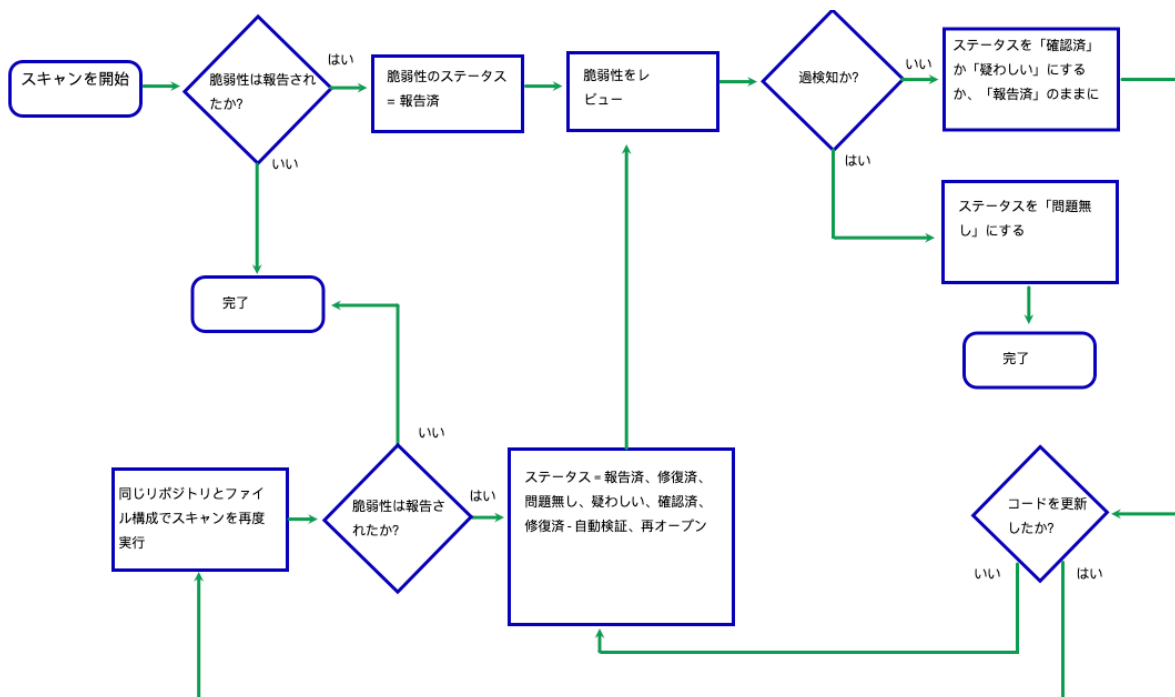 スキャンを開始
脆弱性は報告され
たか?
はい
いい
脆弱性のステータス
= 報告済
脆弱性をレ
ビュー
過検知か?
いい
はい
ステータスを「確認済」
か「疑わしい」にする
か、「報告済」のままに
ステータスを「問題無
し」にする
完了
完了
同じリポジトリとファイ
ル構成でスキャンを再度
実行
脆弱性は報告さ
れたか?
いい
はい
ステータス = 報告済、修復済、
問題無し、疑わしい、確認済、
修復済 - 自動検証、再オープン
コードを更新
したか?
いい
はい